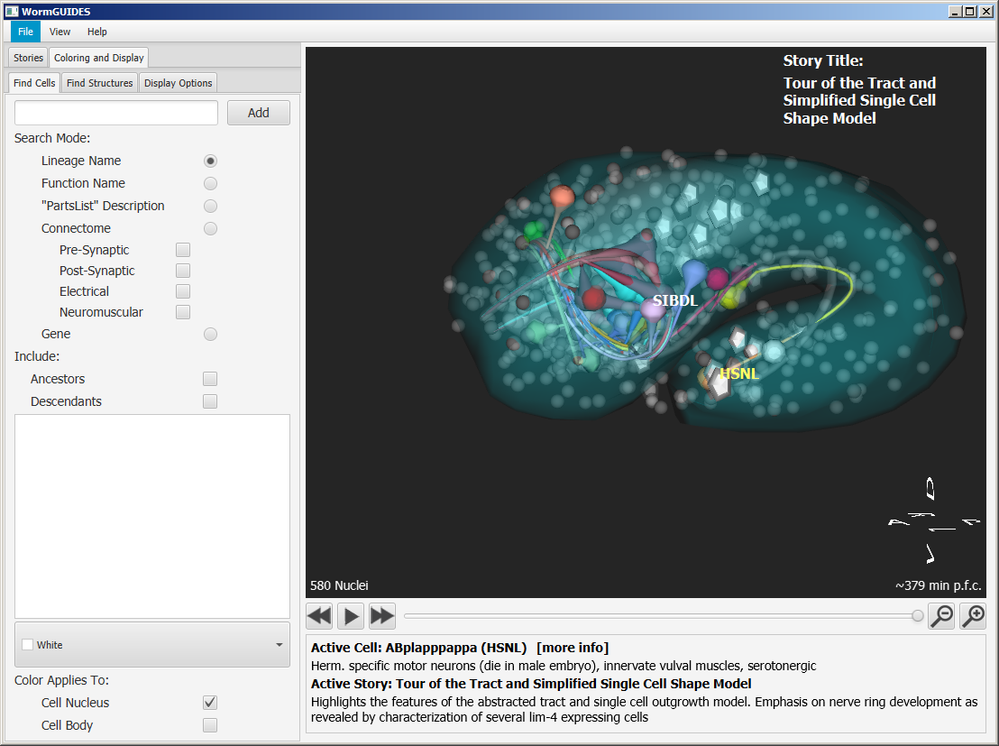 WormGUIDES
File View Help
Stories Coloring and Display
Find Cells Find Structures Display Options
Add
Search Mode:
Lineage Name
Function Name
"PartsList" Description
Connectome
Pre-Synaptic
Post-Synaptic
Electrical
Neuromuscular
Gene
Include:
Ancestors
Descendants
White
Color Applies To:
Cell Nucleus
Cell Body
Story Title:
Tour of the Tract and
Simplified Single Cell
Shape Model
SIBDL
HSNL
580 Nuclei
~379 min p.f.c.
Active Cell: ABplapppappa (HSNL) [more info]
Herm. specific motor neurons (die in male embryo), innervate vulval muscles, serotonergic
Active Story: Tour of the Tract and Simplified Single Cell Shape Model
Highlights the features of the abstracted tract and single cell outgrowth model. Emphasis on nerve ring development as
revealed by characterization of several lim-4 expressing cells